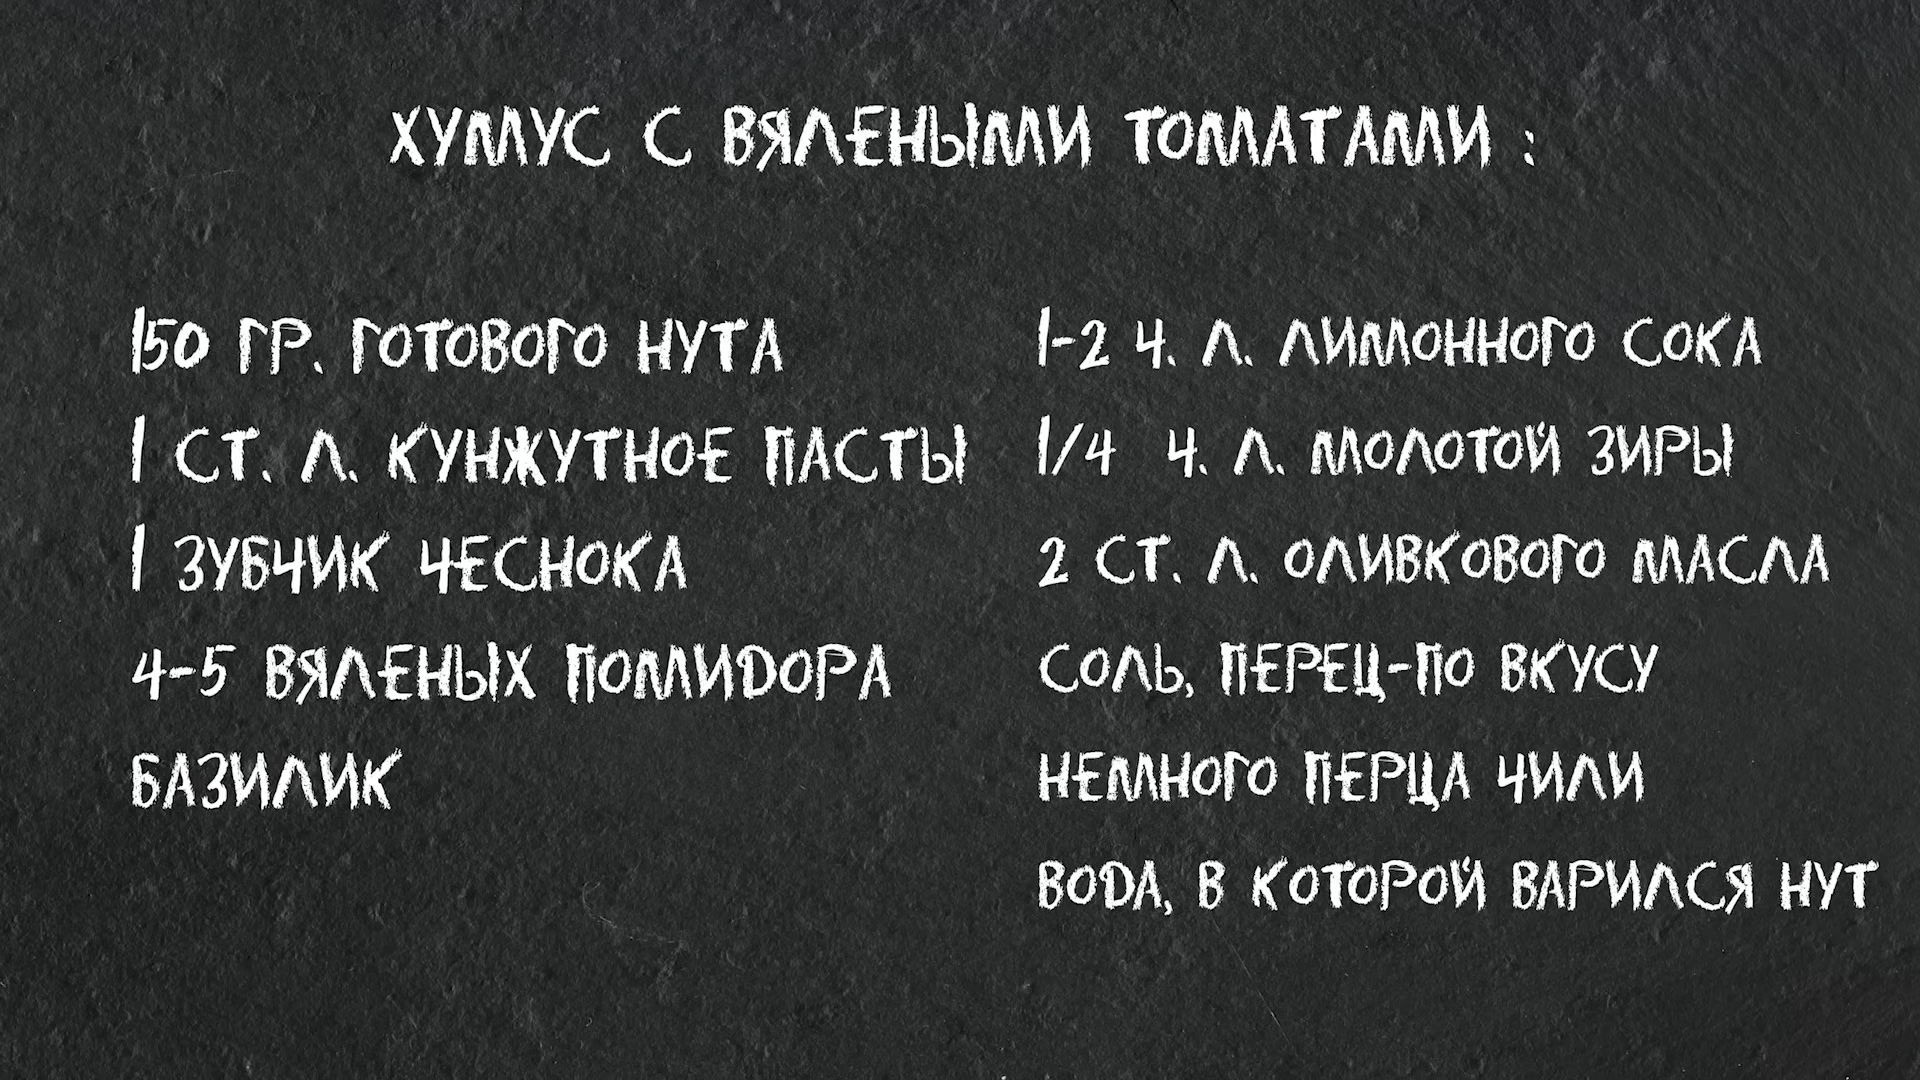 ХУМУС С ВЯЛЕНЫМИ ТОМАТАМИ :
150 ГР. ГОТОВОГО НУТА
1 СТ. Л. КУНЖУТНОЕ ПАСТЫ
1 ЗУБЧИК ЧЕСНОКА
4-5 ВЯЛЕНЫХ ПОМИДОРА
БАЗИЛИК
1-2 Ч. Л. ЛИМОННОГО СОКА
1/4 Ч. Л. МОЛОТОЙ ЗИРЫ
2 СТ. Л. ОЛИВКОВОГО МАСЛА
СОЛЬ, ПЕРЕЦ-ПО ВКУСУ
НЕМНОГО ПЕРЦА ЧИЛИ
ВОДА, В КОТОРОЙ ВАРИЛСЯ НУТ